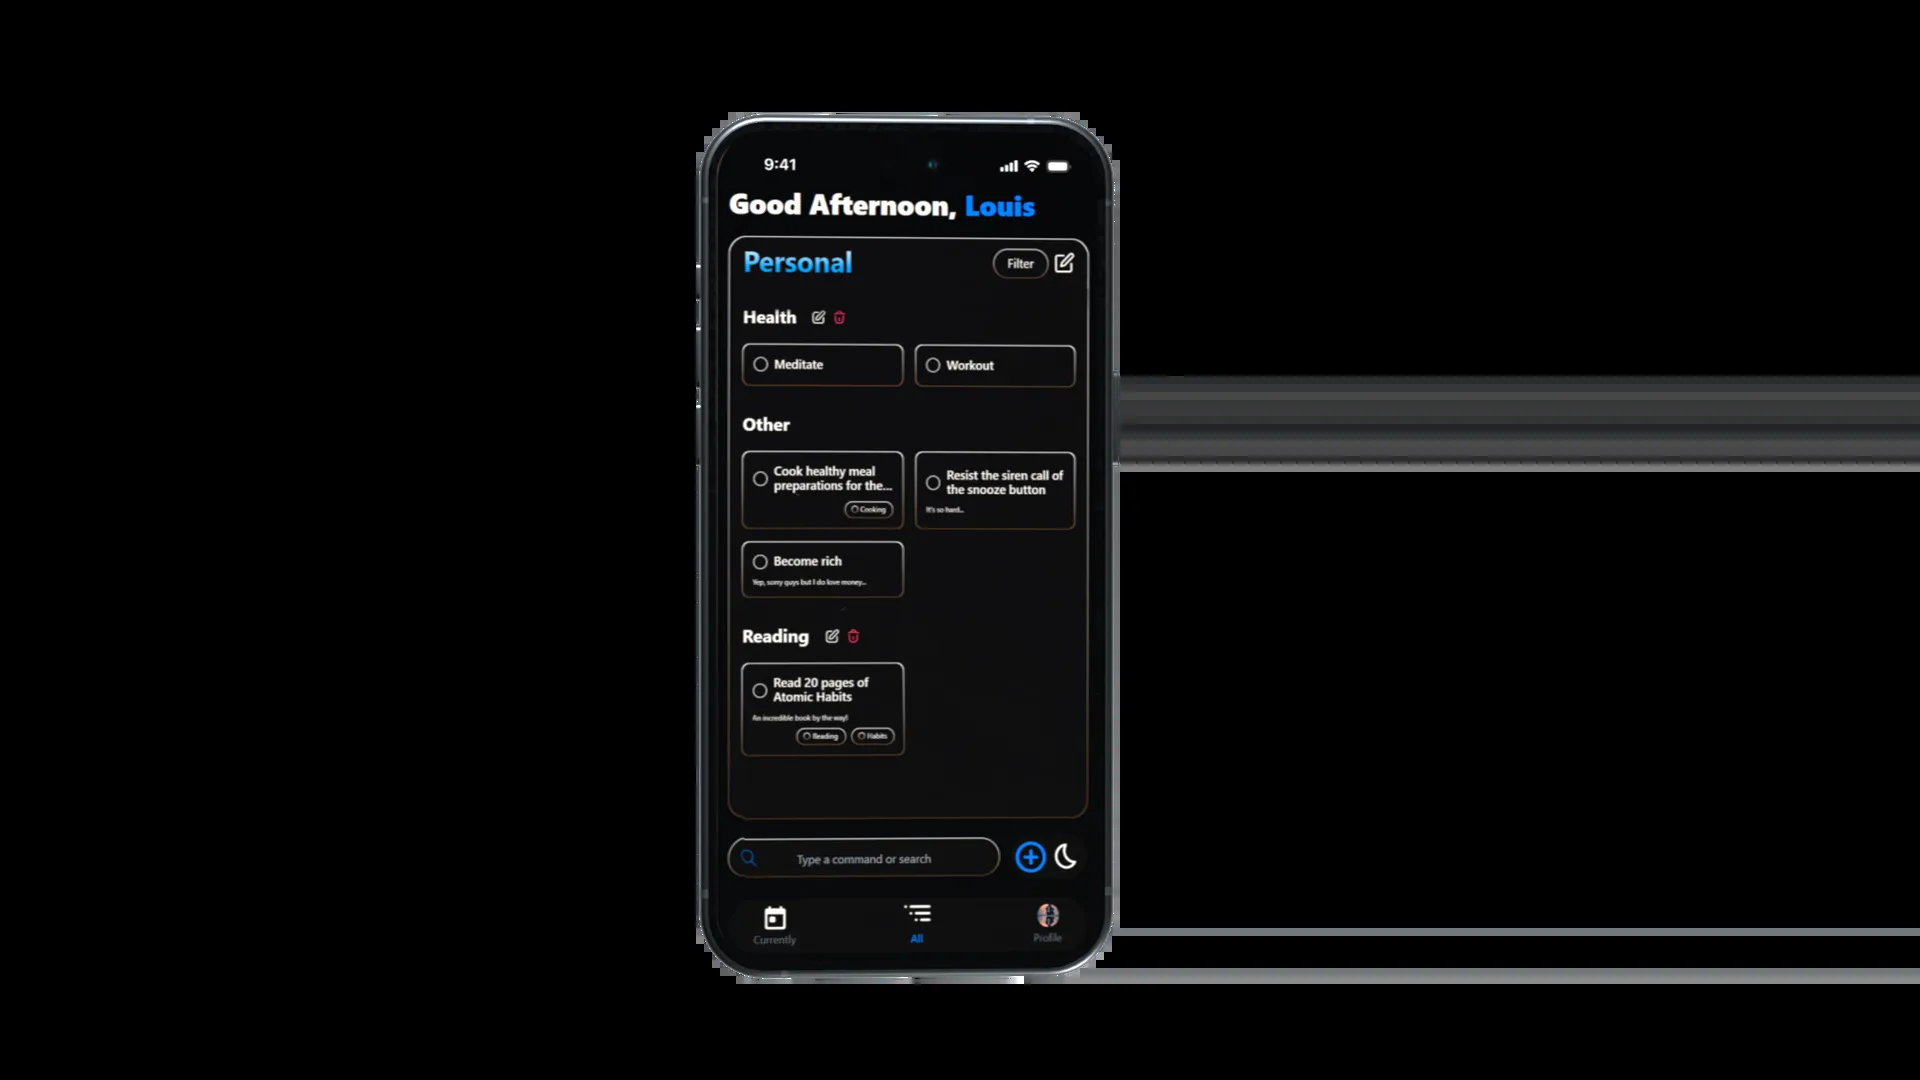 9:41
Good Afternoon, Louis
Personal
Filter
Health
Meditate
Workout
Other
Cook healthy meal
preparations for the...
Cooking
Resist the siren call of
the snooze button
It's so hard...
Become rich
Yep, sorry guys but I do love money...
Reading
Read 20 pages of
Atomic Habits
An incredible book by the way!
Reading
Habits
Type a command or search
Currently
All
Profile